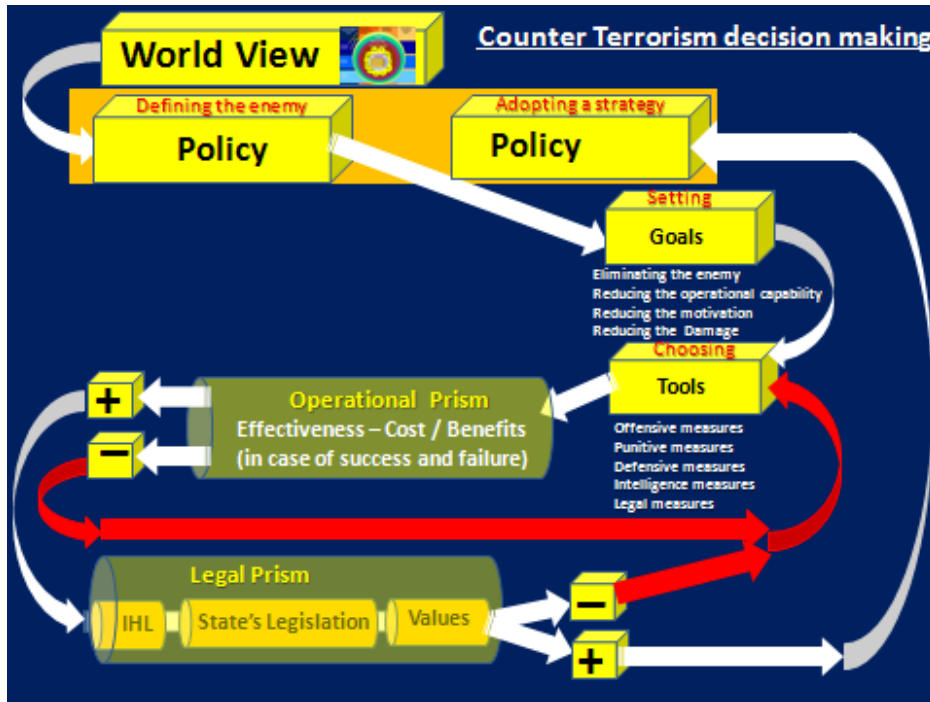 Counter Terrorism decision making
World View
Defining the enemy
Policy
Adopting a strategy
Policy
Setting
Goals
Eliminating the enemy
Reducing the operational capability
Reducing the motivation
Reducing the Damage
Choosing
Tools
Offensive measures
Punitive measures
Defensive measures
Intelligence measures
Legal measures
Operational Prism
Effectiveness – Cost / Benefits
(in case of success and failure)
+
−
Legal Prism
IHL
State's Legislation
Values
−
+